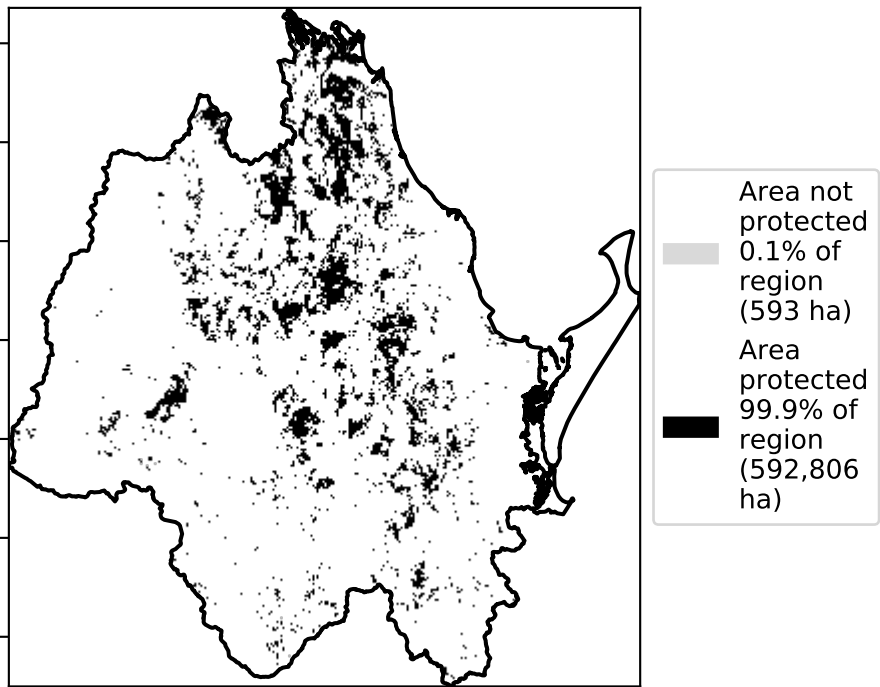 Area not
protected
0.1% of
region
(593 ha)
Area
protected
99.9% of
region
(592,806
ha)